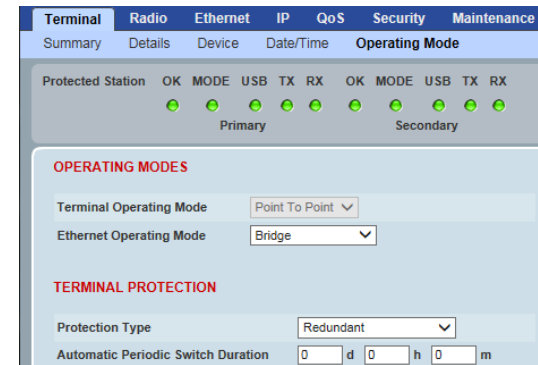 Terminal Radio Ethernet IP QoS Security Maintenance
Summary Details Device Date/Time Operating Mode
Protected Station OK MODE USB TX RX OK MODE USB TX RX
Primary Secondary
OPERATING MODES
Terminal Operating Mode Point To Point
Ethernet Operating Mode Bridge
TERMINAL PROTECTION
Protection Type Redundant
Automatic Periodic Switch Duration 0 d 0 h 0 m